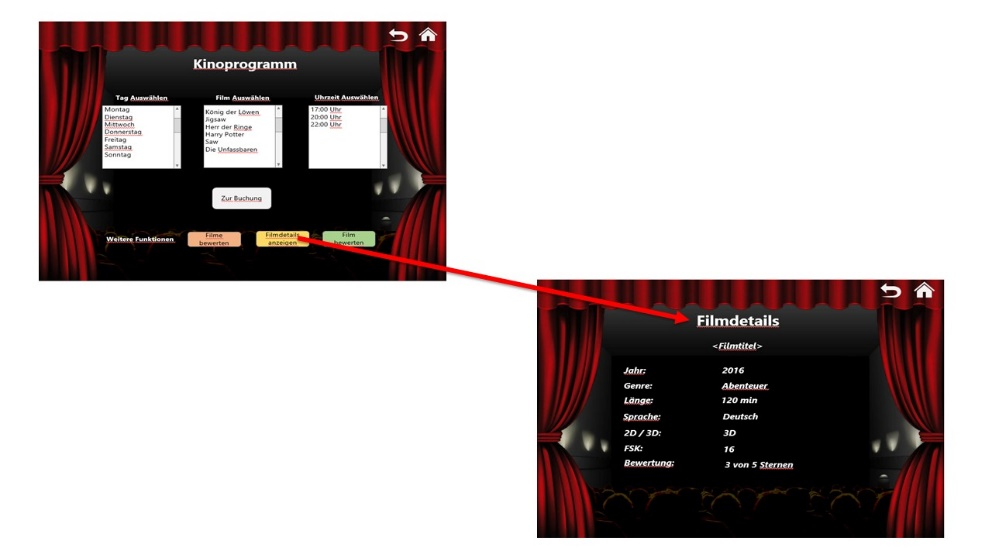 Kinoprogramm
Tag Auswählen
Film Auswählen
Uhrzeit Auswählen
Montag
Dienstag
Mittwoch
Donnerstag
Freitag
Samstag
Sonntag
König der Löwen
Jigsaw
Herr der Ringe
Harry Potter
Saw
Die Unfassbaren
17:00 Uhr
20:00 Uhr
22:00 Uhr
Zur Buchung
Weitere Funktionen
Filme
bewerten
Filmdetails
anzeigen
Film
bewerten
Filmdetails
<Filmtitel>
Jahr: 2016
Genre: Abenteuer
Länge: 120 min
Sprache: Deutsch
2D / 3D: 3D
FSK: 16
Bewertung: 3 von 5 Sternen